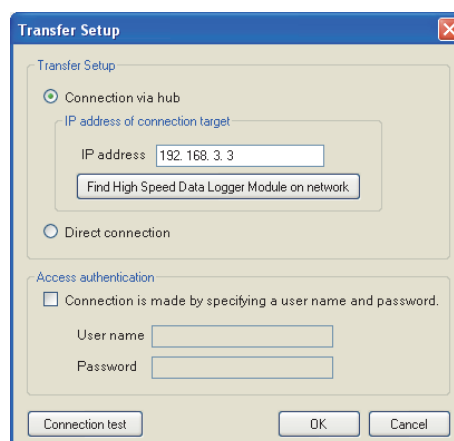 Transfer Setup
Transfer Setup
Connection via hub
IP address of connection target
IP address 192. 168. 3. 3
Find High Speed Data Logger Module on network
Direct connection
Access authentication
Connection is made by specifying a user name and password.
User name
Password
Connection test OK Cancel